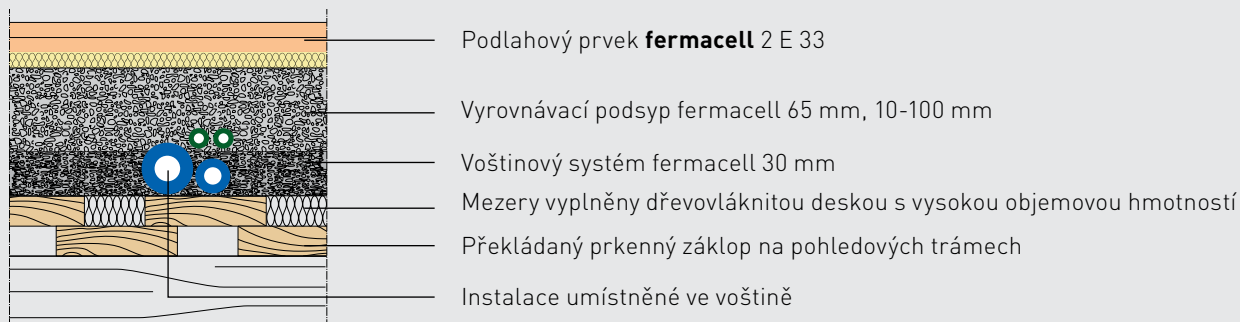 Podlahový prvek fermacell 2 E 33
Vyrovnávací podsyp fermacell 65 mm, 10-100 mm
Voštinový systém fermacell 30 mm
Mezery vyplněny dřevovláknitou deskou s vysokou objemovou hmotností
Překládaný prkenný záklop na pohledových trámech
Instalace umístněné ve voštině